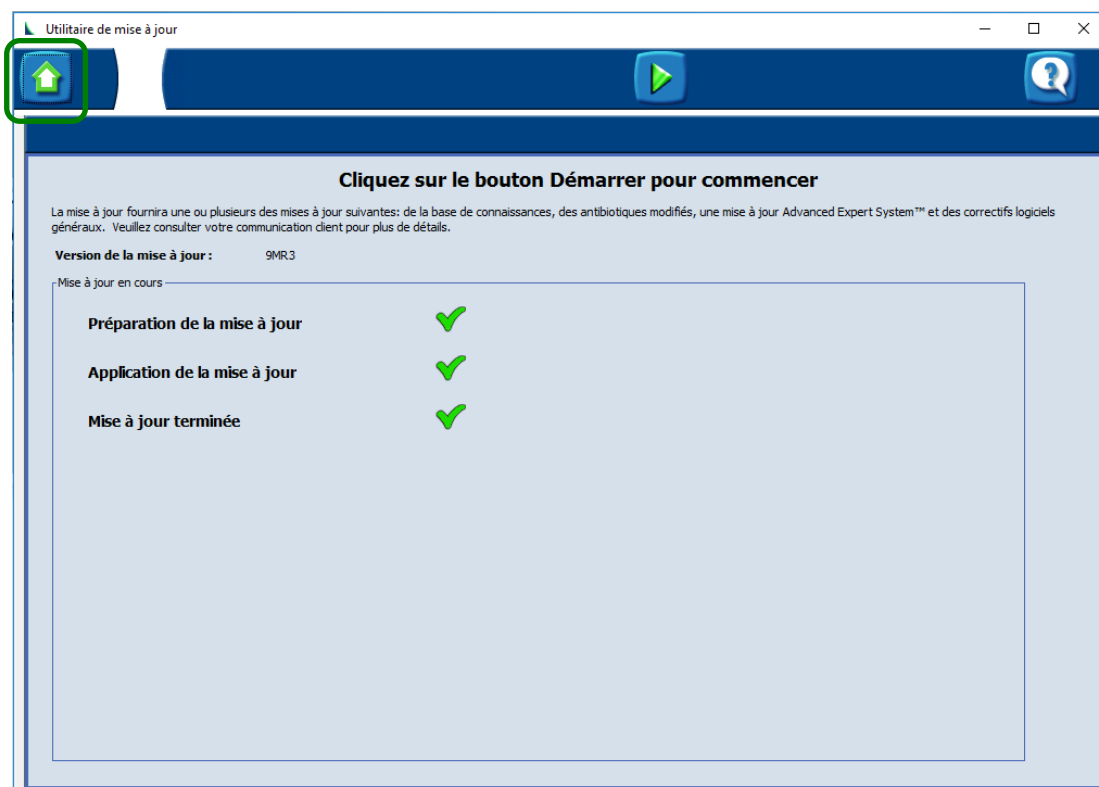 Utilitaire de mise à jour
Cliquez sur le bouton Démarrer pour commencer
La mise à jour fournira une ou plusieurs des mises à jour suivantes: de la base de connaissances, des antibiotiques modifiés, une mise à jour Advanced Expert System™ et des correctifs logiciels
généraux. Veuillez consulter votre communication client pour plus de détails.
Version de la mise à jour : 9MR3
Mise à jour en cours
Préparation de la mise à jour
Application de la mise à jour
Mise à jour terminée